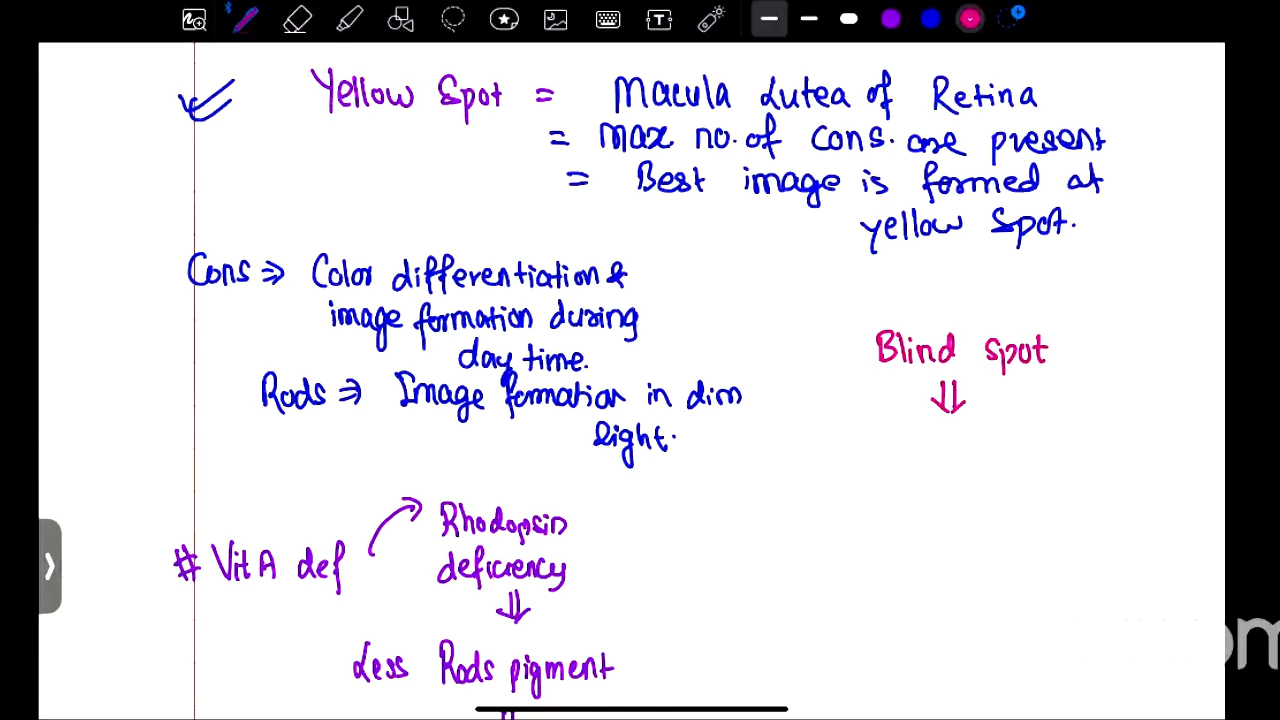 Yellow Spot = Macula Lutea of Retina
= Max no. of Cons. are present
= Best image is formed at
yellow Spot.
Cons ⇒ Color differentiation &
image formation during
day time.
Rods ⇒ Image formation in dim
light.
Blind spot
⇓
# Vit A def
Rhodopsin
deficiency
⇓
Less Rods pigment
om